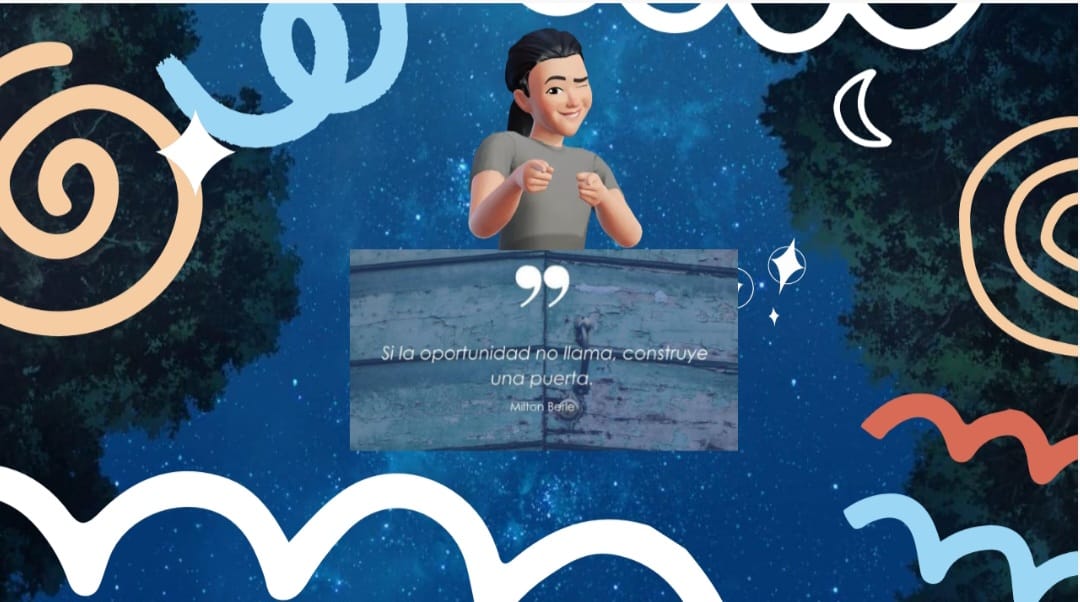 ”
Si la oportunidad no llama, construye
una puerta.
Milton Berle